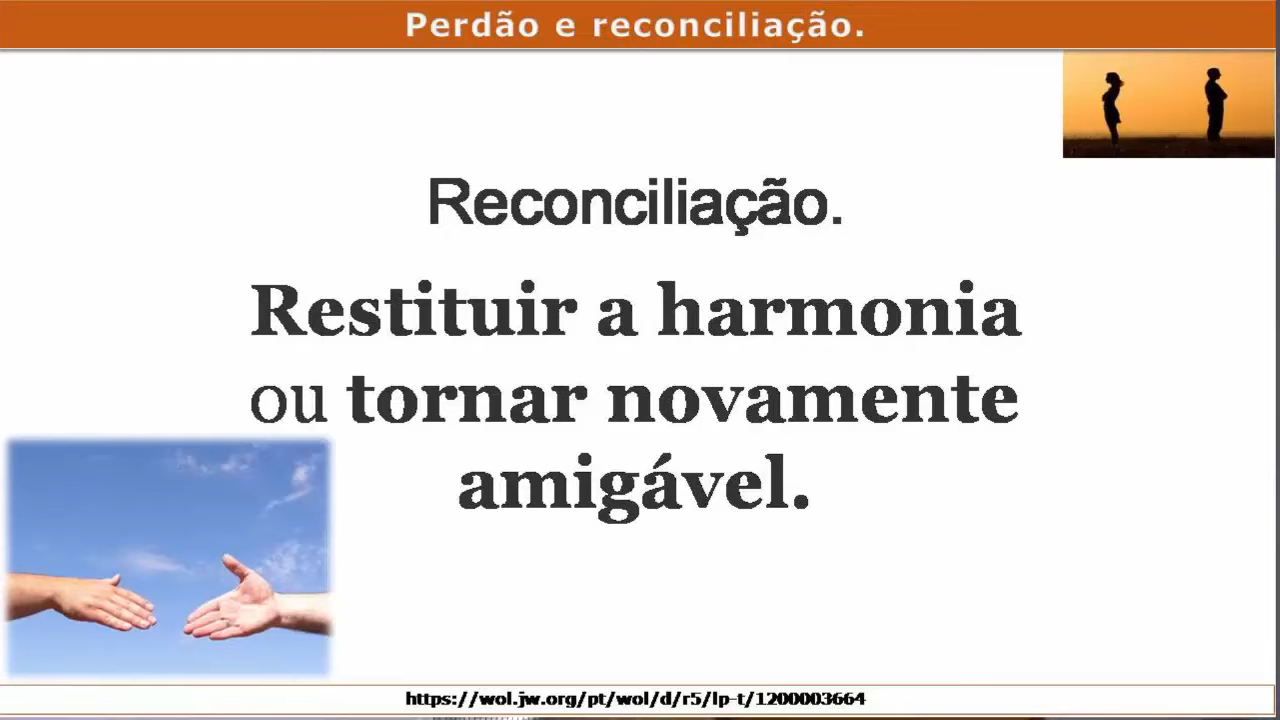 Perdão e reconciliação.
Reconciliação.
Restituir a harmonia
ou tornar novamente
amigável.
https://wol.jw.org/pt/wol/d/r5/lp-t/1200003664